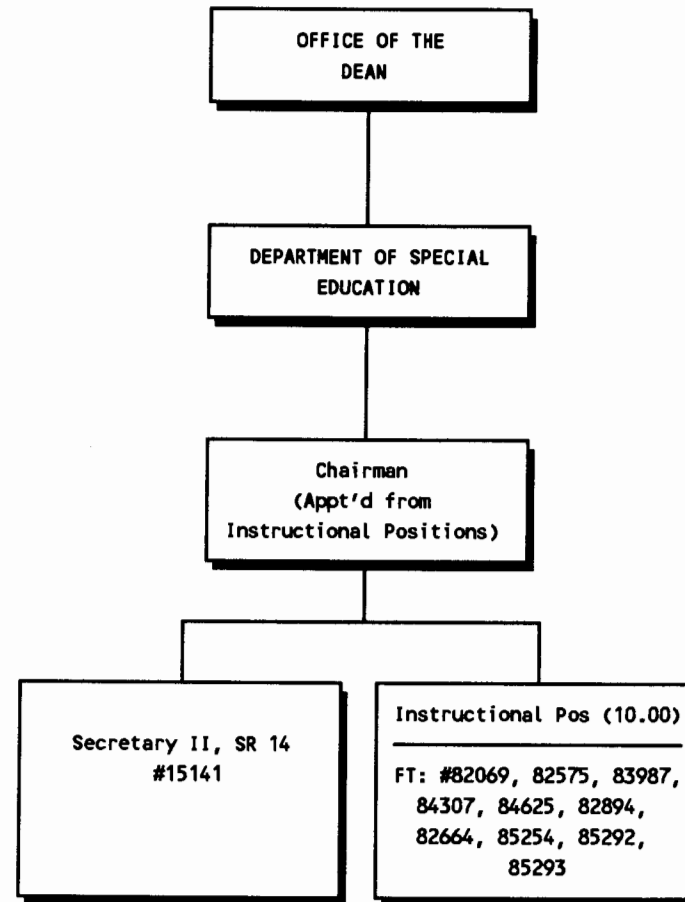 OFFICE OF THE
DEAN
DEPARTMENT OF SPECIAL
EDUCATION
Chairman
(Appt'd from
Instructional Positions)
Secretary II, SR 14
#15141
Instructional Pos (10.00)
FT: #82069, 82575, 83987,
84307, 84625, 82894,
82664, 85254, 85292,
85293